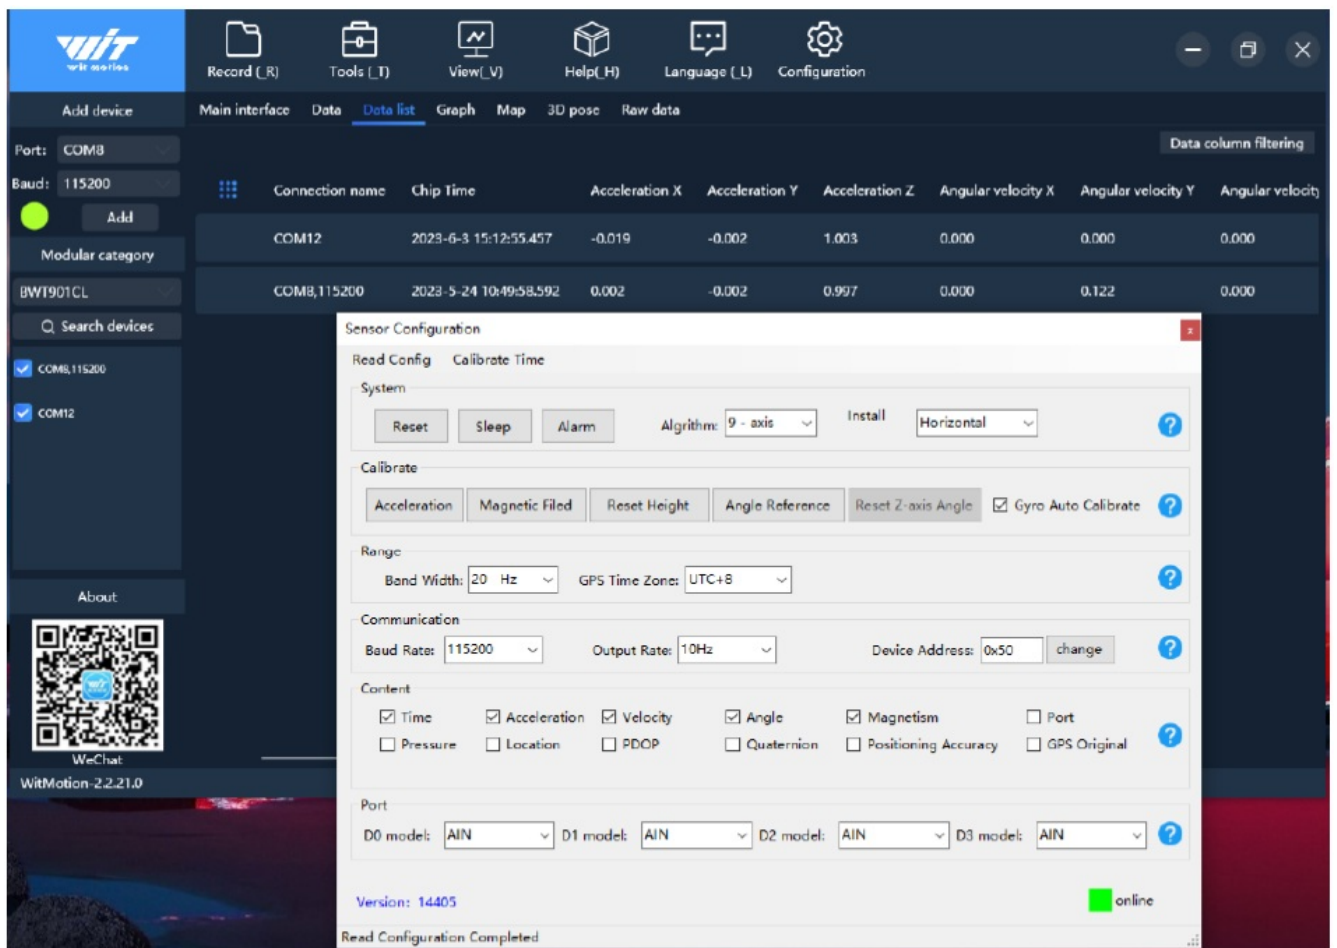 WIT
wit motion
Record (_R)
Tools (_T)
View(_V)
Help(_H)
Language (_L)
Configuration
Add device
Main interface Data Data list Graph Map 3D pose Raw data
Port: COM8
Data column filtering
Baud: 115200
Connection name Chip Time Acceleration X Acceleration Y Acceleration Z Angular velocity X Angular velocity Y Angular velocity
Add
COM12 2023-6-3 15:12:55.457 -0.019 -0.002 1.003 0.000 0.000 0.000
Modular category
BWT901CL
COM8,115200 2023-5-24 10:49:58.592 0.002 -0.002 0.997 0.000 0.122 0.000
Search devices
COM8,115200
COM12
About
WeChat
WitMotion-2.2.21.0
Sensor Configuration x
Read Config Calibrate Time
System
Reset Sleep Alarm Algrithm: 9 - axis Install Horizontal ?
Calibrate
Acceleration Magnetic Filed Reset Height Angle Reference Reset Z-axis Angle Gyro Auto Calibrate ?
Range
Band Width: 20 Hz GPS Time Zone: UTC+8 ?
Communication
Baud Rate: 115200 Output Rate: 10Hz Device Address: 0x50 change ?
Content
Time Acceleration Velocity Angle Magnetism Port
Pressure Location PDOP Quaternion Positioning Accuracy GPS Original ?
Port
D0 model: AIN D1 model: AIN D2 model: AIN D3 model: AIN ?
Version: 14405
online
Read Configuration Completed